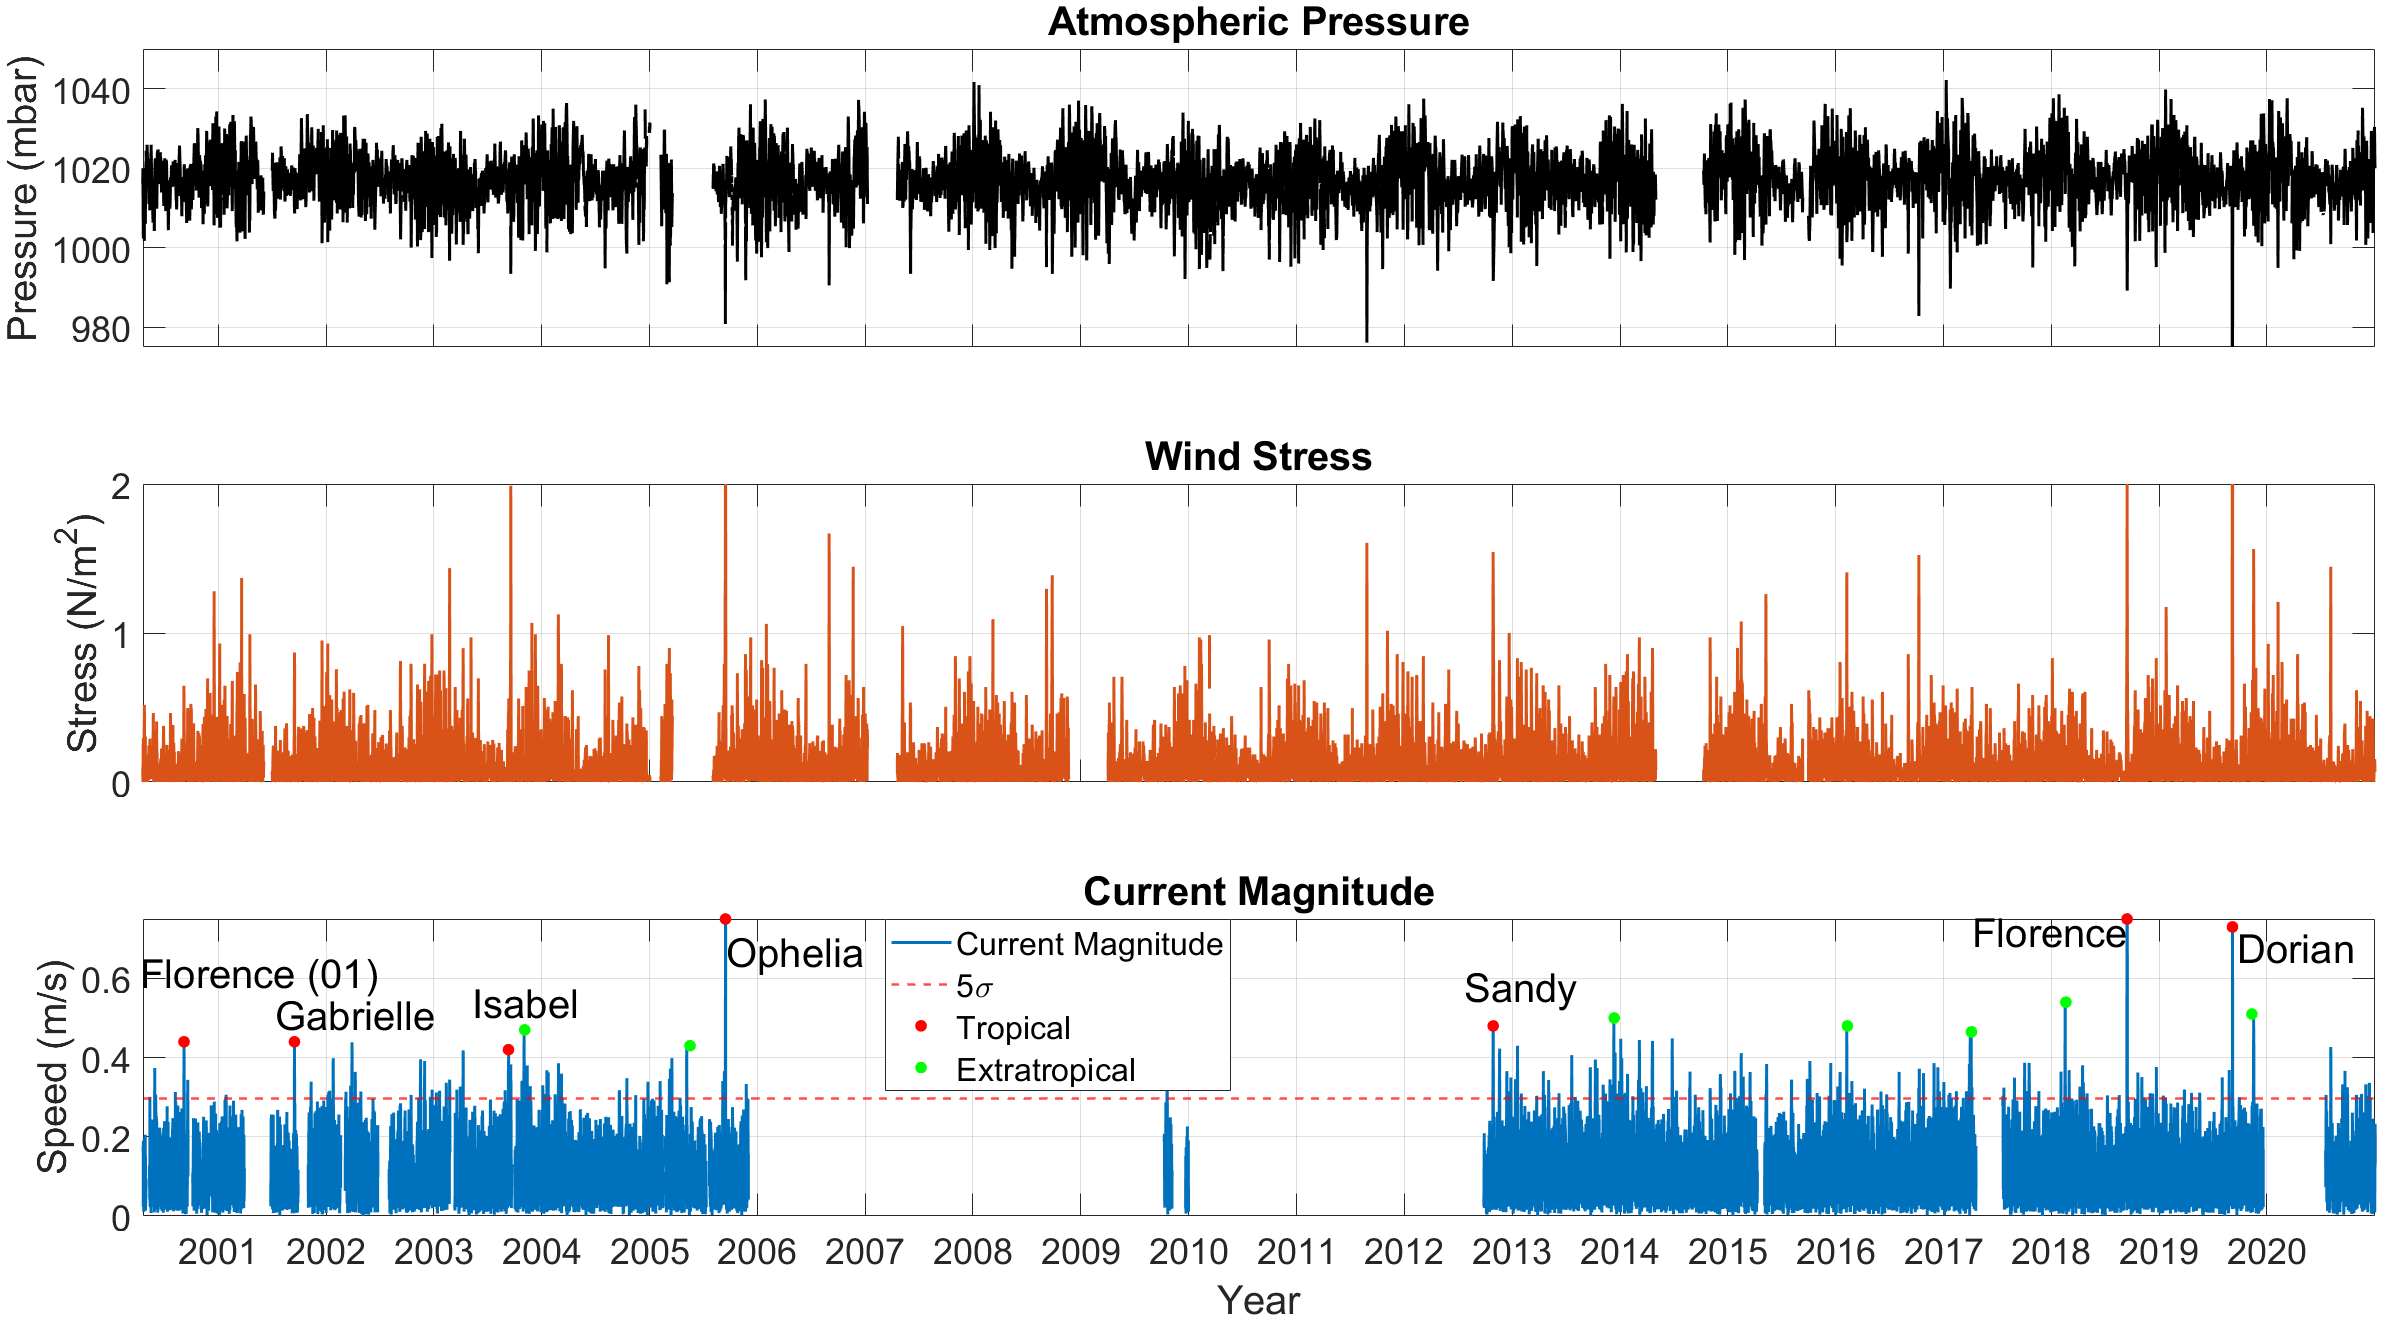 Atmospheric Pressure
Pressure (mbar)
1040
1020
1000
980
Wind Stress
Stress (N/m²)
2
1
0
Current Magnitude
Speed (m/s)
0.6
0.4
0.2
0
Florence (01)
Gabrielle
Isabel
Ophelia
Current Magnitude
5σ
Tropical
Extratropical
Sandy
Florence
Dorian
2001 2002 2003 2004 2005 2006 2007 2008 2009 2010 2011 2012 2013 2014 2015 2016 2017 2018 2019 2020
Year